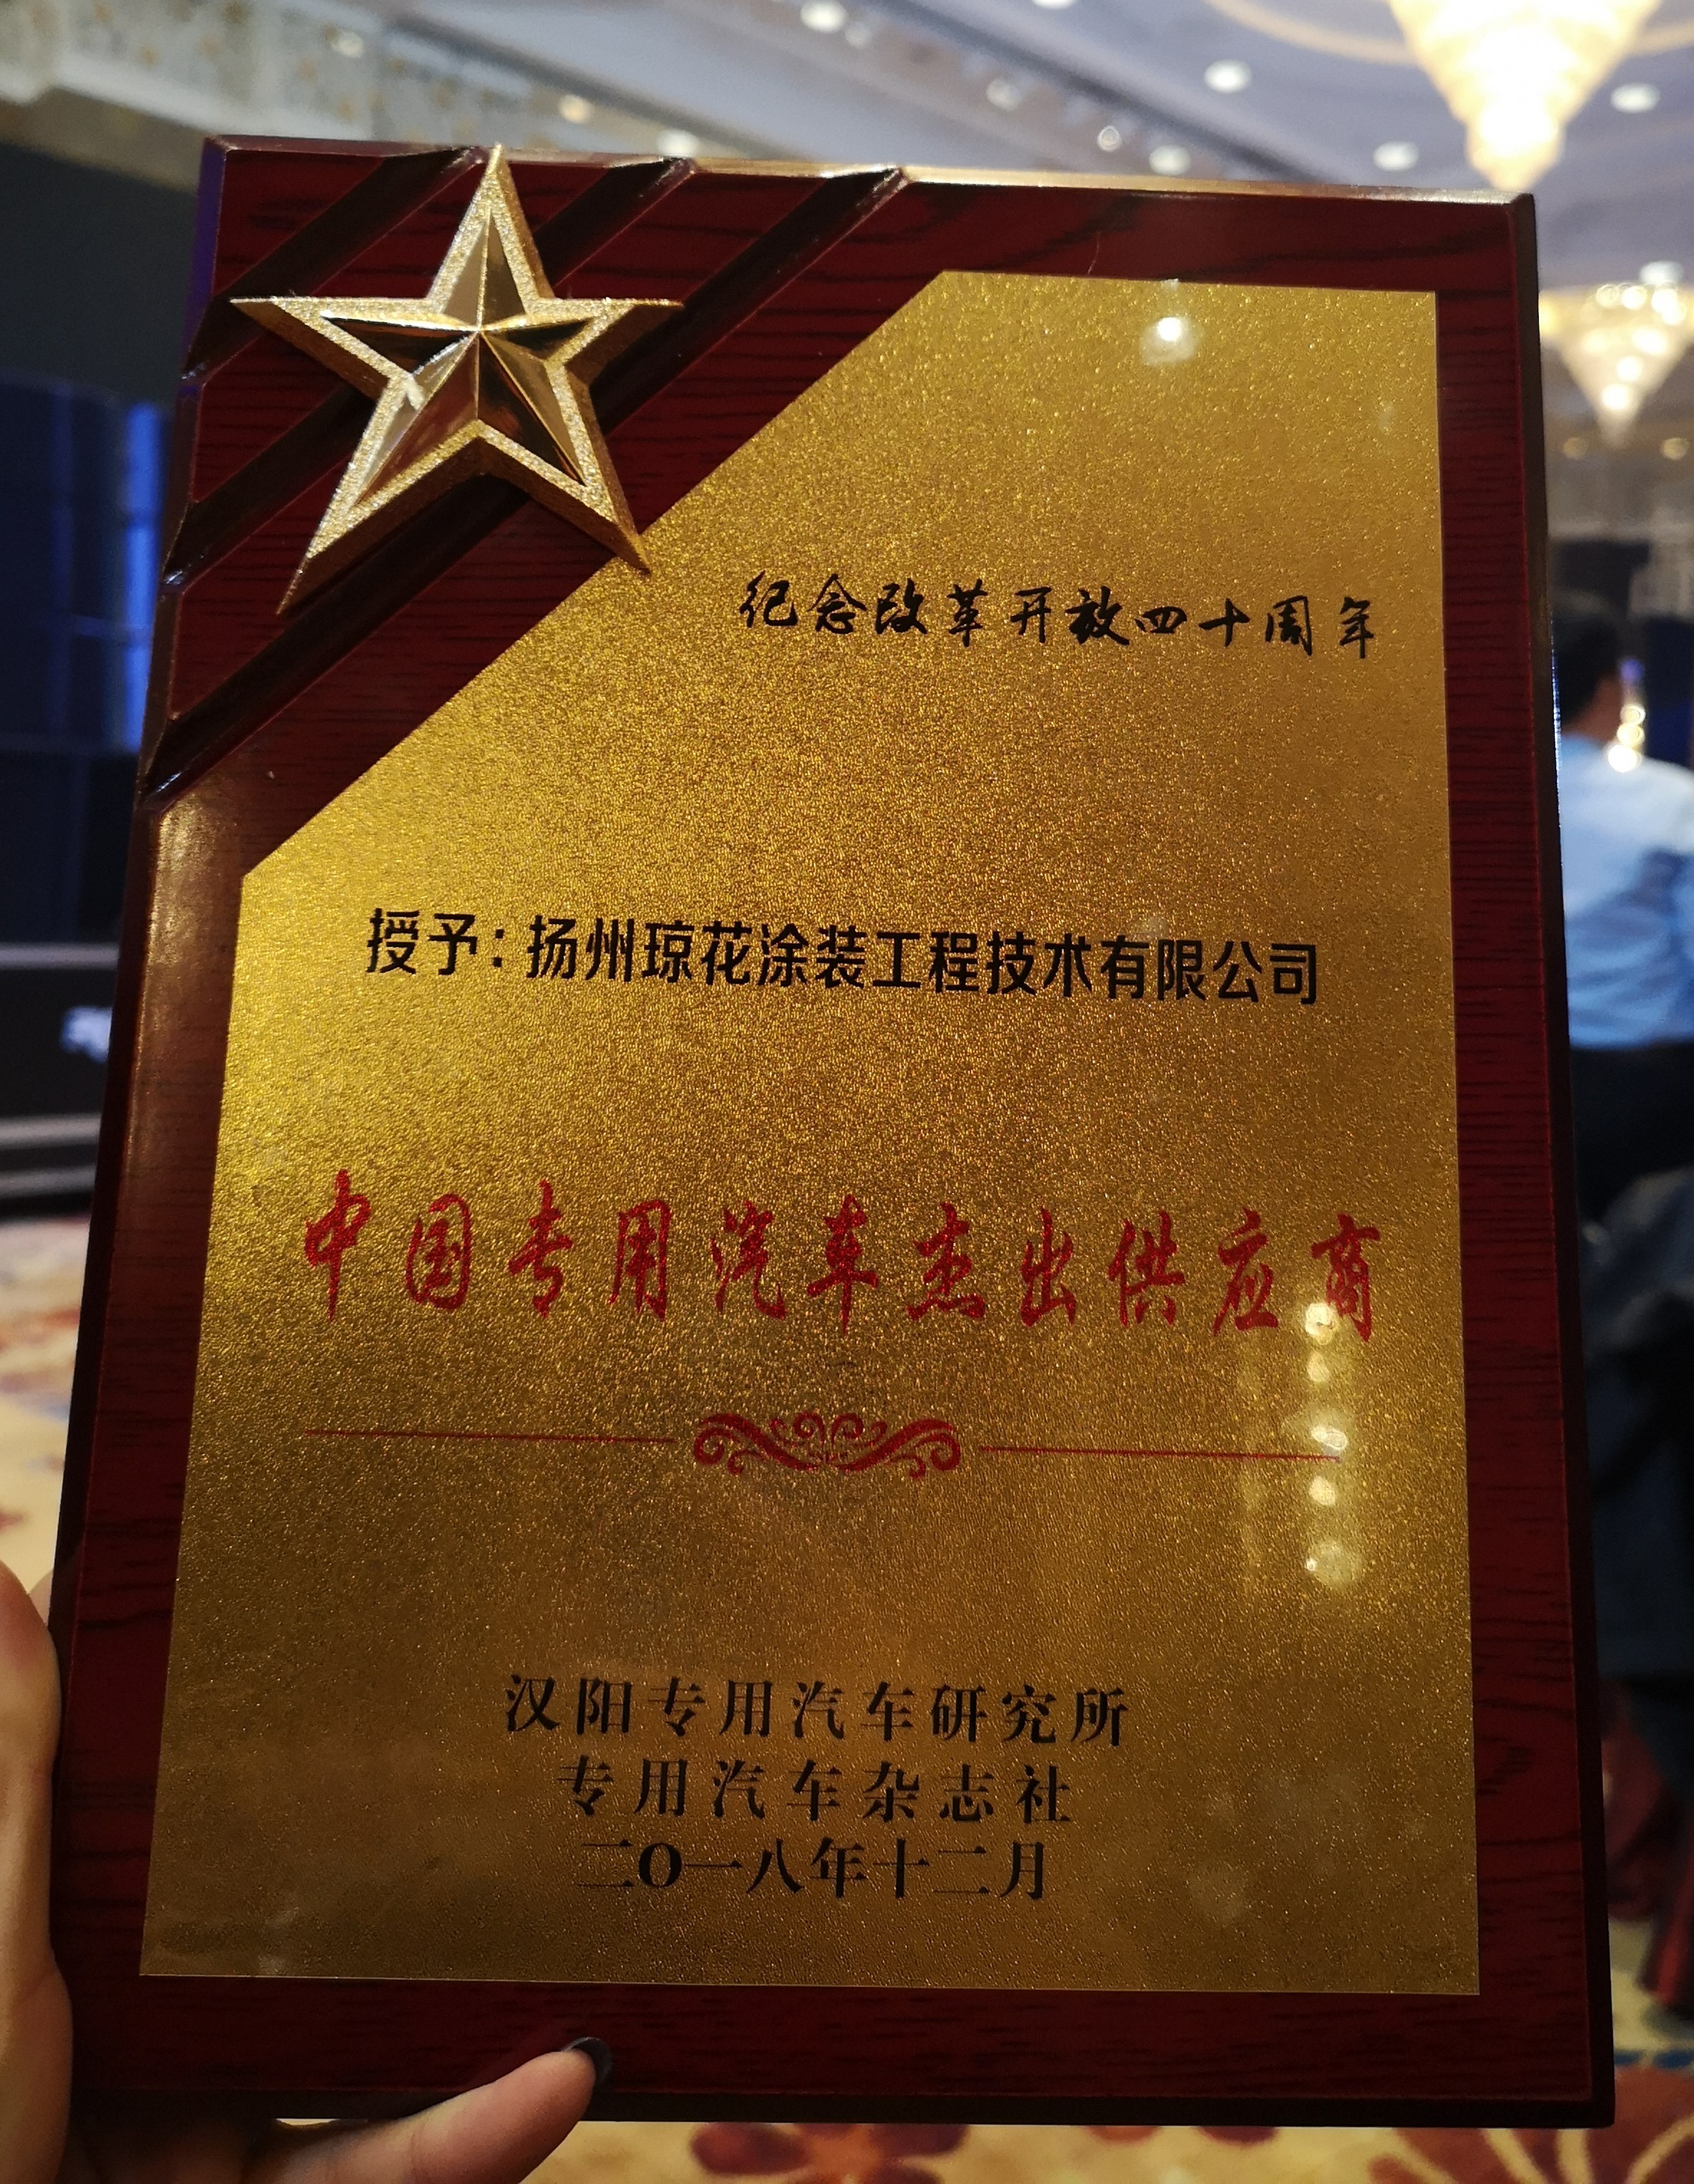 纪念改革开放四十周年
授予：扬州琼花涂装工程技术有限公司
中国专用汽车杰出供应商
汉阳专用汽车研究所
专用汽车杂志社
二O一八年十二月